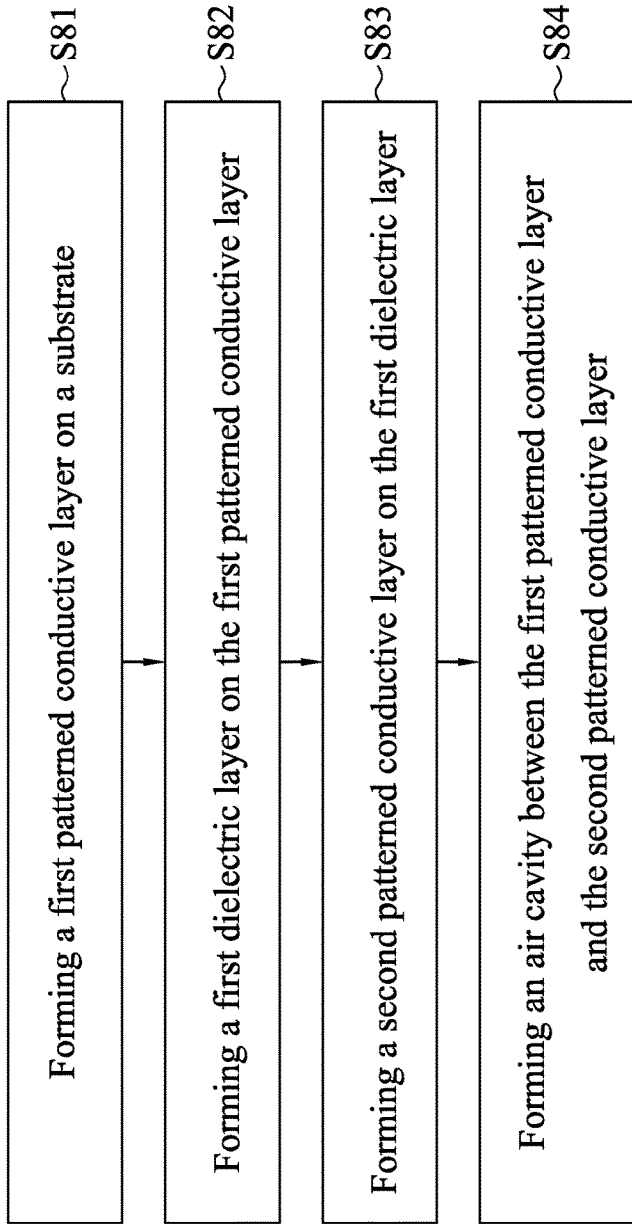 Forming a first patterned conductive layer on a substrate
S81
Forming a first dielectric layer on the first patterned conductive layer
S82
Forming a second patterned conductive layer on the first dielectric layer
S83
Forming an air cavity between the first patterned conductive layer
and the second patterned conductive layer
S84